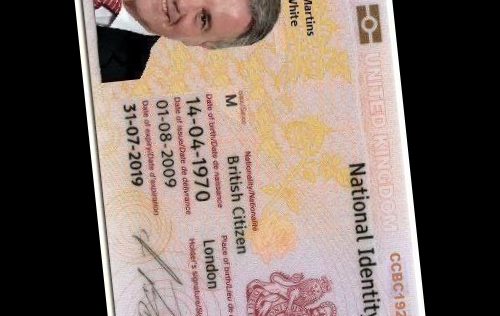 UNITED KINGDOM
CCBC192
National Identity
Martins
White
Sex/Sexe
Nationality/Nationalité
M
British Citizen
Date of birth/Date de naissance
Place of birth/Lieu de
14-04-1970
London
Date of issue/Date de délivrance
Holder's signature/
01-08-2009
Date of expiry/Date d'expiration
31-07-2019